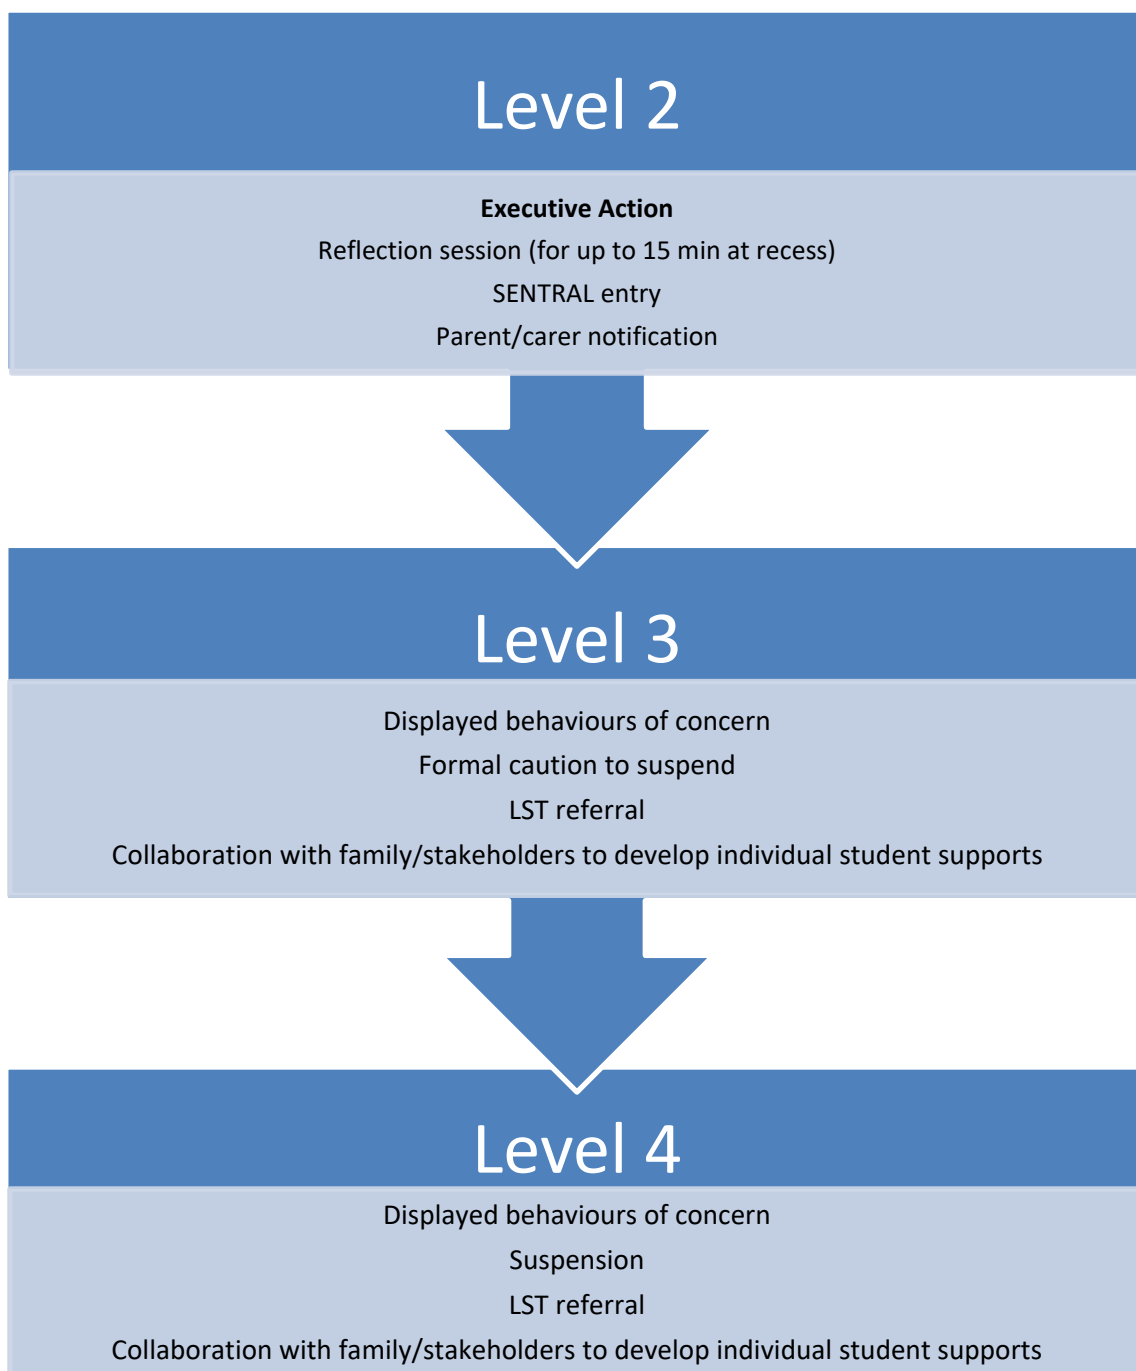 Level 2
Executive Action
Reflection session (for up to 15 min at recess)
SENTRAL entry
Parent/carer notification
Level 3
Displayed behaviours of concern
Formal caution to suspend
LST referral
Collaboration with family/stakeholders to develop individual student supports
Level 4
Displayed behaviours of concern
Suspension
LST referral
Collaboration with family/stakeholders to develop individual student supports